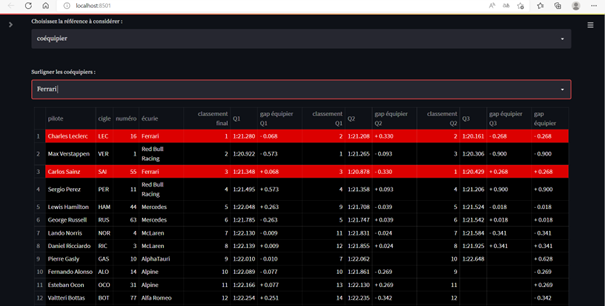 localhost:8501
Choisissez la référence à considérer :
coéquipier
Surligner les coéquipiers :
Ferrari
pilote cigle numéro écurie classement final Q1 gap équipier Q1 classement Q1 Q2 gap équipier Q2 classement Q2 Q3 gap équipier Q3 gap équipier
1 Charles Leclerc LEC 16 Ferrari 1 1:21.280 - 0.068 2 1:21.208 + 0.330 2 1:20.161 - 0.268 - 0.268
2 Max Verstappen VER 1 Red Bull Racing 2 1:20.922 - 0.573 1 1:21.265 - 0.093 3 1:20.306 - 0.900 - 0.900
3 Carlos Sainz SAI 55 Ferrari 3 1:21.348 + 0.068 3 1:20.878 - 0.330 1 1:20.429 + 0.268 + 0.268
4 Sergio Perez PER 11 Red Bull Racing 4 1:21.495 + 0.573 4 1:21.358 + 0.093 4 1:21.206 + 0.900 + 0.900
5 Lewis Hamilton HAM 44 Mercedes 5 1:22.048 + 0.263 9 1:21.708 - 0.039 5 1:21.524 - 0.018 - 0.018
6 George Russell RUS 63 Mercedes 6 1:21.785 - 0.263 5 1:21.747 + 0.039 6 1:21.542 + 0.018 + 0.018
7 Lando Norris NOR 4 McLaren 7 1:22.130 - 0.009 11 1:21.831 - 0.024 7 1:21.584 - 0.341 - 0.341
8 Daniel Ricciardo RIC 3 McLaren 8 1:22.139 + 0.009 12 1:21.855 + 0.024 8 1:21.925 + 0.341 + 0.341
9 Pierre Gasly GAS 10 AlphaTauri 9 1:22.010 - 0.010 7 1:22.062 10 1:22.648 + 0.628
10 Fernando Alonso ALO 14 Alpine 10 1:22.089 - 0.077 10 1:21.861 - 0.269 9 - 0.269
11 Esteban Ocon OCO 31 Alpine 11 1:22.166 + 0.077 13 1:22.130 + 0.269 11 + 0.269
12 Valtteri Bottas BOT 77 Alfa Romeo 12 1:22.254 + 0.251 14 1:22.235 - 0.342 12 - 0.342